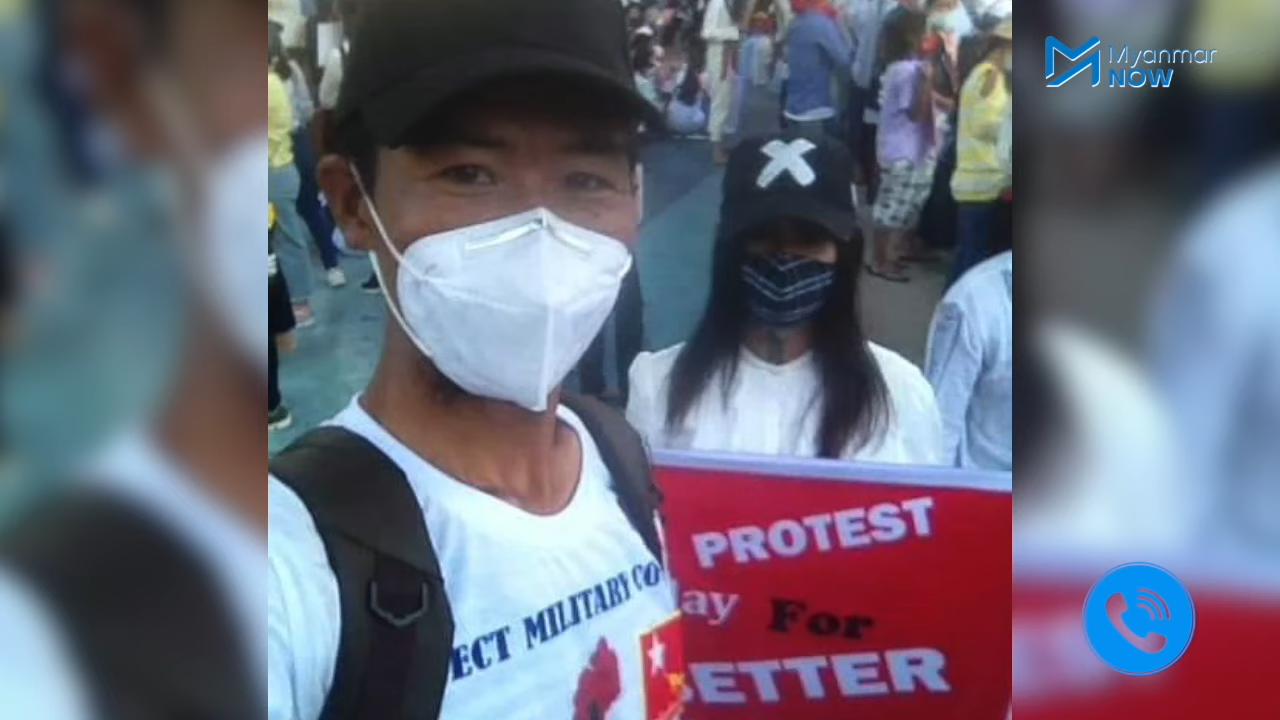 Myanmar
NOW
PROTEST
ay For
ETTER
ECT MILITARY CO